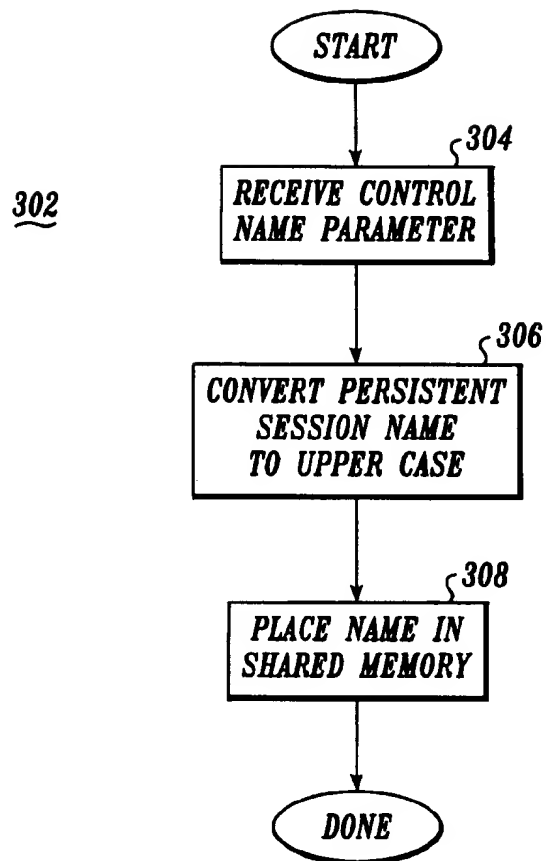 START
304
302
RECEIVE CONTROL
NAME PARAMETER
306
CONVERT PERSISTENT
SESSION NAME
TO UPPER CASE
308
PLACE NAME IN
SHARED MEMORY
DONE